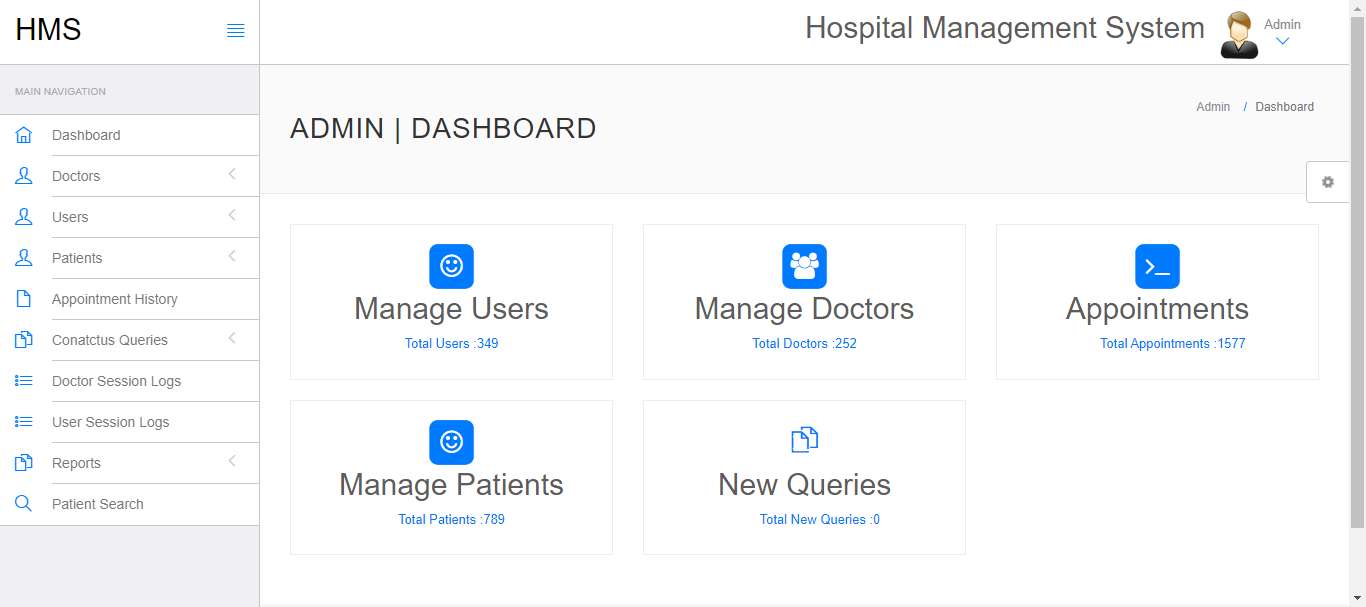 HMS
Hospital Management System
Admin
MAIN NAVIGATION
Dashboard
Doctors
Users
Patients
Appointment History
Conatctus Queries
Doctor Session Logs
User Session Logs
Reports
Patient Search
ADMIN | DASHBOARD
Admin / Dashboard
Manage Users
Total Users :349
Manage Doctors
Total Doctors :252
Appointments
Total Appointments :1577
Manage Patients
Total Patients :789
New Queries
Total New Queries :0